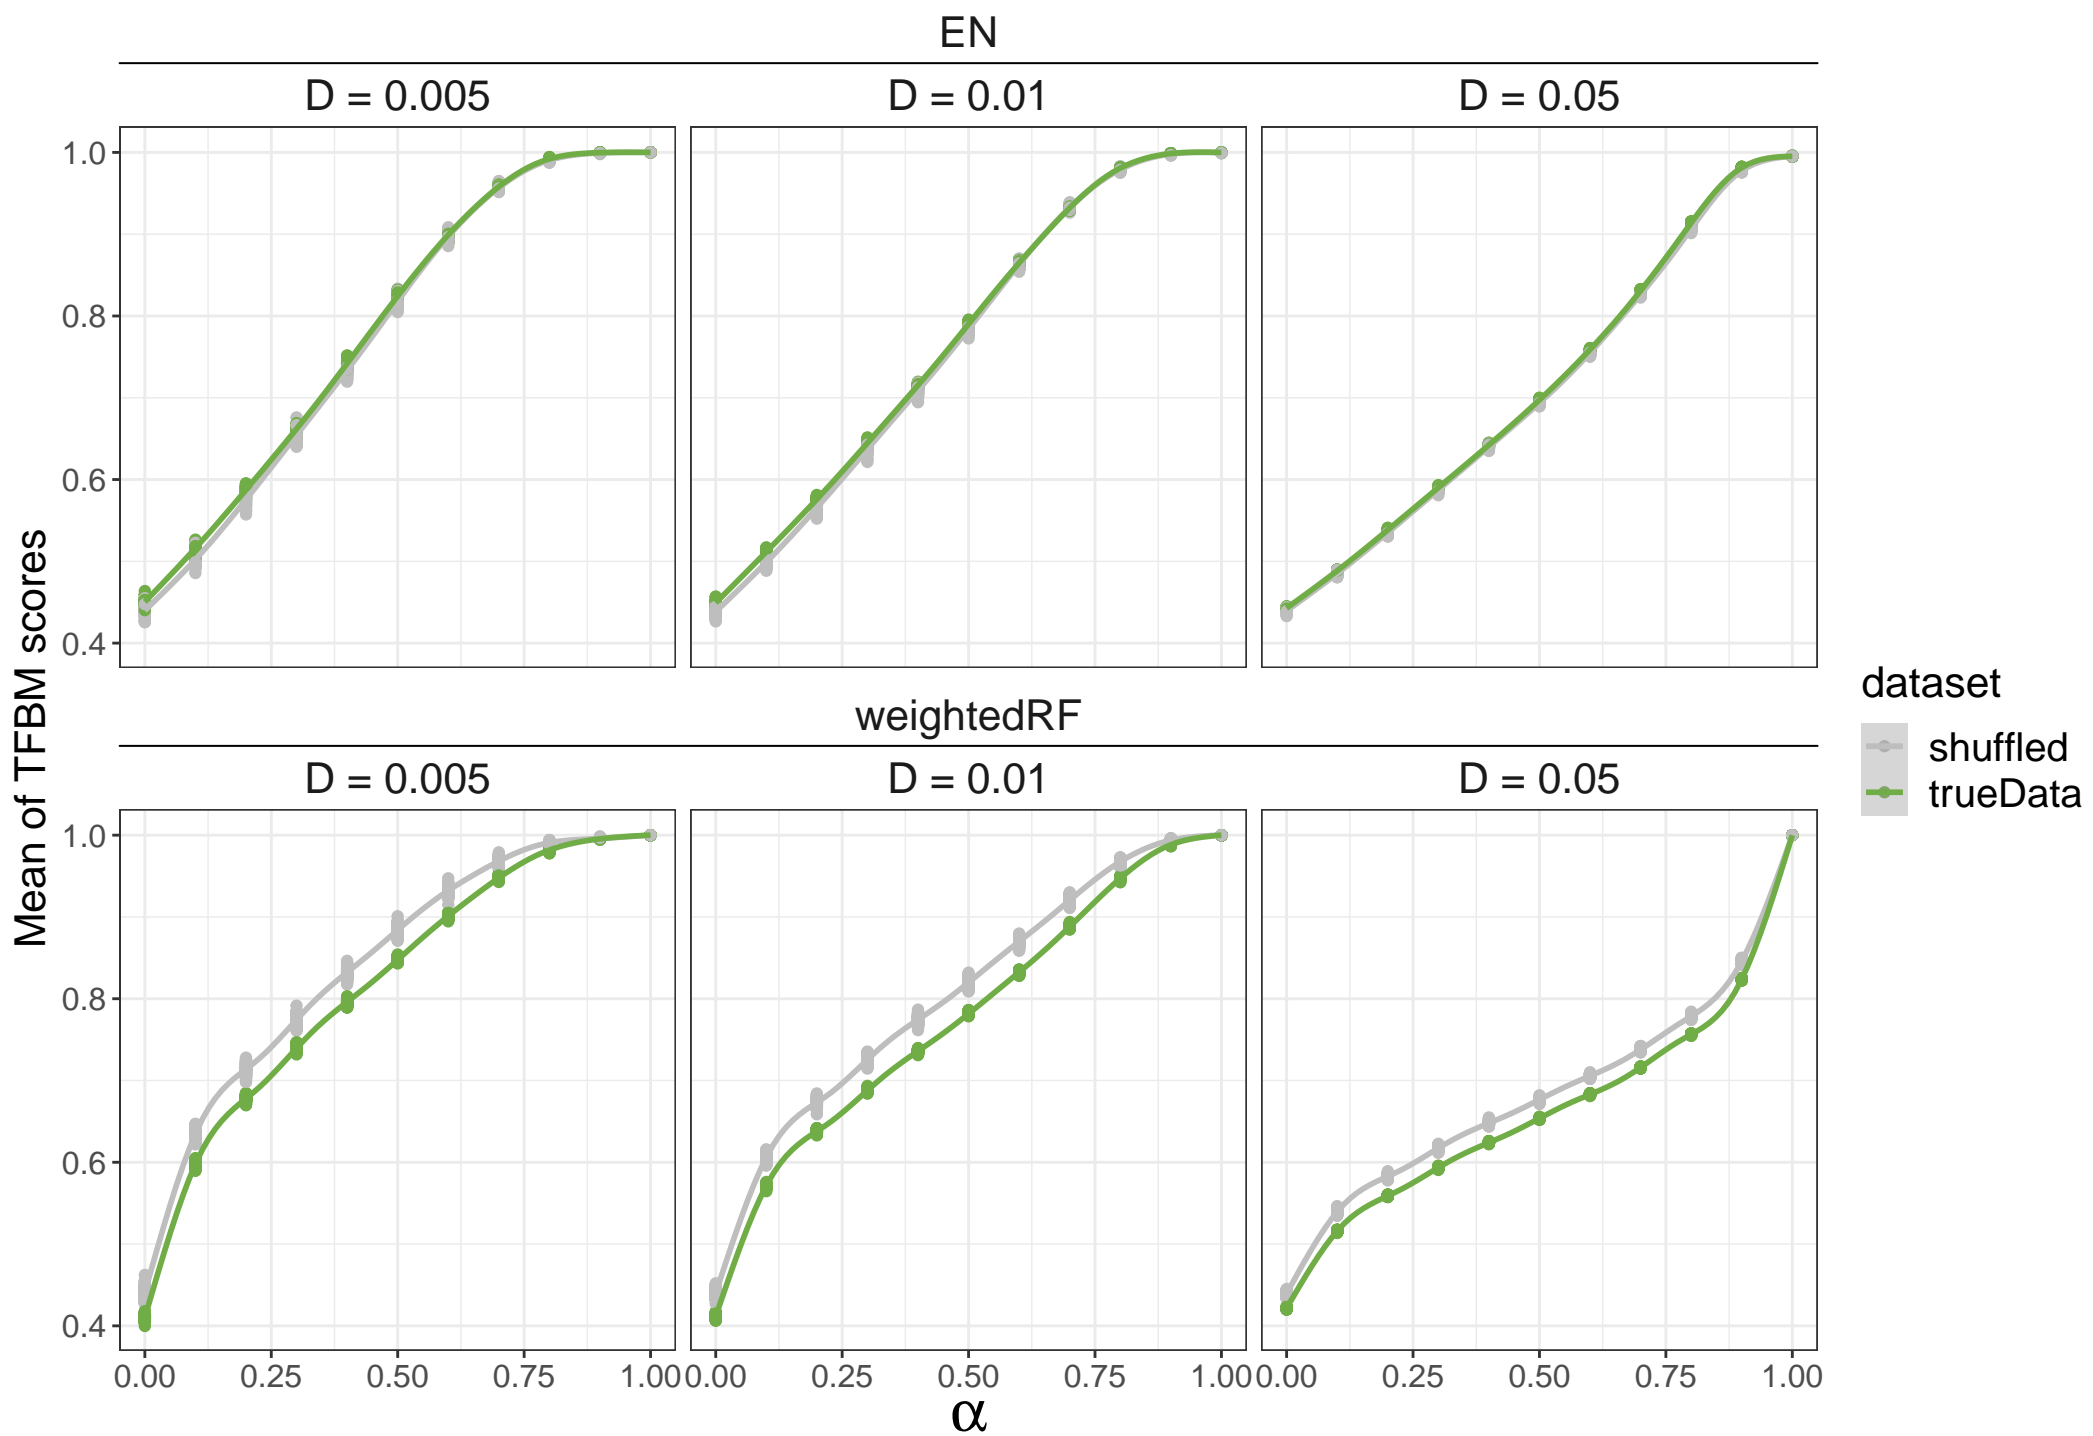 EN
D = 0.005 D = 0.01 D = 0.05
1.0
0.8
0.6
0.4
Mean of TFBM scores
weightedRF
D = 0.005 D = 0.01 D = 0.05
1.0
0.8
0.6
0.4
0.00 0.25 0.50 0.75 1.00 0.00 0.25 0.50 0.75 1.00 0.00 0.25 0.50 0.75 1.00
α
dataset
shuffled
trueData